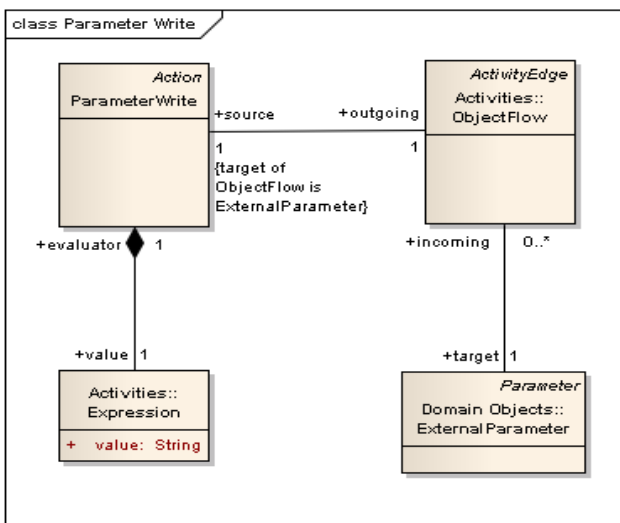 class Parameter Write
Action
ParameterWrite
ActivityEdge
Activities::
ObjectFlow
+source
+outgoing
1
1
{target of
ObjectFlow is
ExternalParameter}
+evaluator
1
+incoming
0..*
+value
1
+target
1
Activities::
Expression
+ value: String
Parameter
Domain Objects::
ExternalParameter